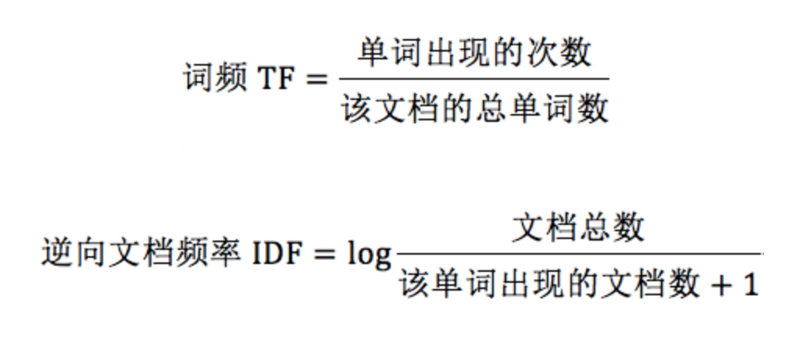 词频 TF = 单词出现的次数 / 该文档的总单词数
逆向文档频率 IDF = log 文档总数 / 该单词出现的文档数 + 1